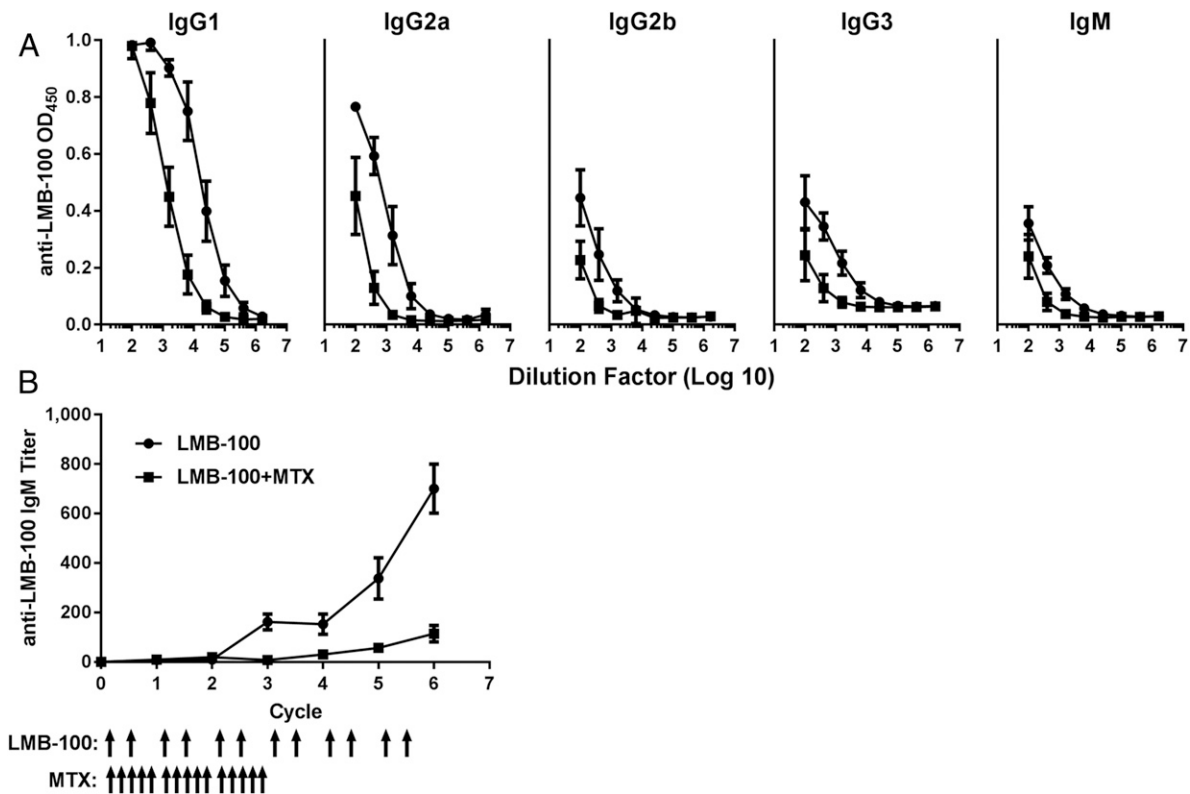 A
IgG1 IgG2a IgG2b IgG3 IgM
anti-LMB-100 OD450
1.0
0.8
0.6
0.4
0.2
0.0
1 2 3 4 5 6 7 1 2 3 4 5 6 7 1 2 3 4 5 6 7 1 2 3 4 5 6 7 1 2 3 4 5 6 7
Dilution Factor (Log 10)
B
anti-LMB-100 IgM Titer
1,000
800
600
400
200
0
LMB-100
LMB-100+MTX
0 1 2 3 4 5 6 7
Cycle
LMB-100:
MTX: